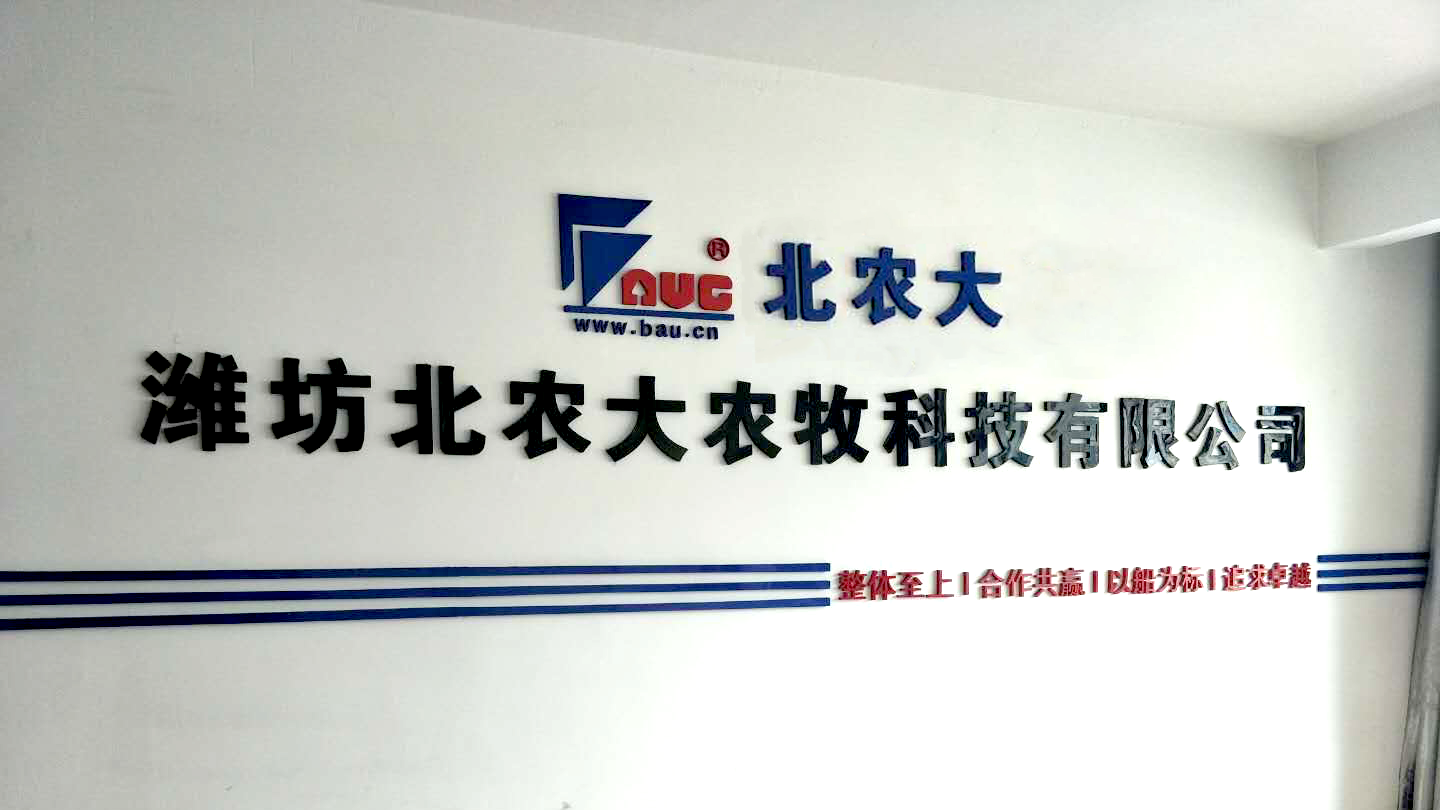 AUC®
北农大
www.bau.cn
潍坊北农大农牧科技有限公司
整体至上 | 合作共赢 | 以船为标 | 追求卓越